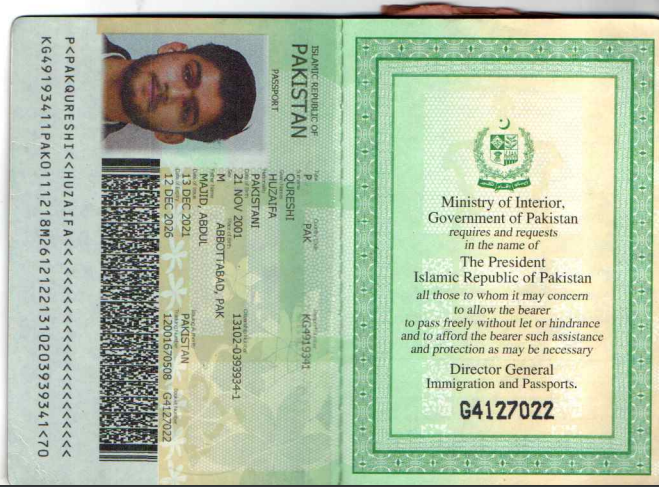 ISLAMIC REPUBLIC OF
PAKISTAN
PASSPORT
P PAK KG4919341
QURESHI
HUZAIFA
PAKISTANI
21 NOV 2001 13102-0393934-1
M ABBOTTABAD, PAK
MAJID, ABDUL
13 DEC 2021 PAKISTAN
12 DEC 2026 12001670508 G4127022
P<PAKQURESHI<<HUZAIFA<<<<<<<<<<<<<<<<<<<<<<<
KG49193411PAK0111218M26121221310203939341<70
Ministry of Interior,
Government of Pakistan
requires and requests
in the name of
The President
Islamic Republic of Pakistan
all those to whom it may concern
to allow the bearer
to pass freely without let or hindrance
and to afford the bearer such assistance
and protection as may be necessary
Director General
Immigration and Passports.
G4127022